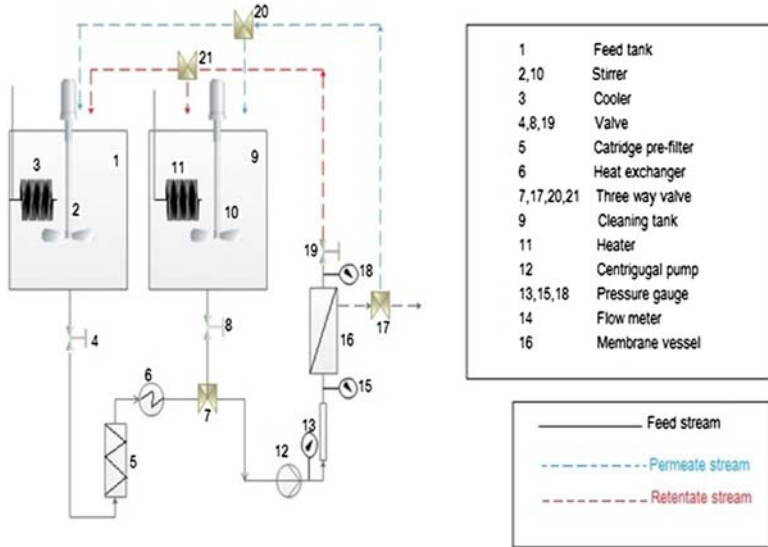 20
21
3
1
2
11
9
10
19
18
16
17
15
4
8
6
7
13
12
5
1 Feed tank
2,10 Stirrer
3 Cooler
4,8,19 Valve
5 Catridge pre-filter
6 Heat exchanger
7,17,20,21 Three way valve
9 Cleaning tank
11 Heater
12 Centrigugal pump
13,15,18 Pressure gauge
14 Flow meter
16 Membrane vessel
Feed stream
Permeate stream
Retentate stream